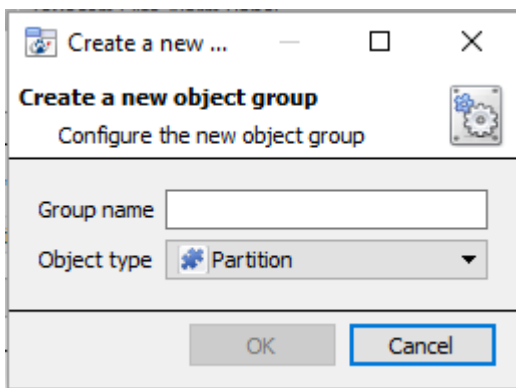 Create a new ...
Create a new object group
Configure the new object group
Group name
Object type Partition
OK Cancel